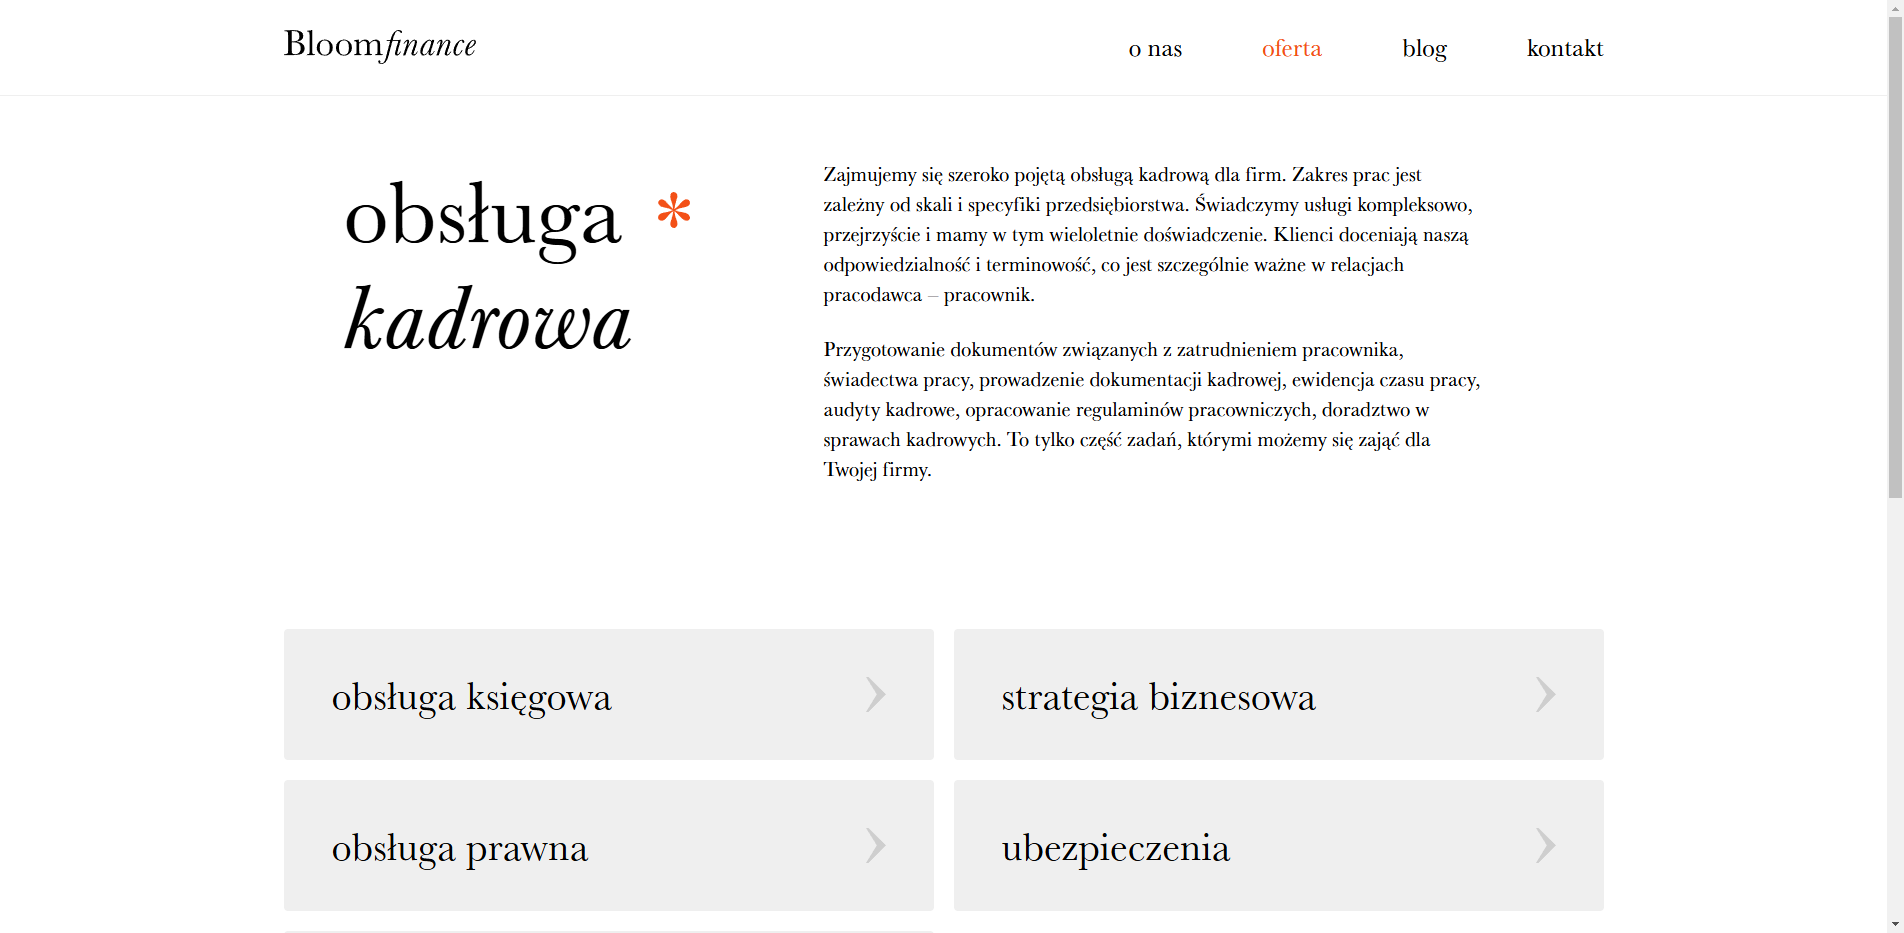 Bloomfinance
o nas
oferta
blog
kontakt
obsługa *
kadrowa
Zajmujemy się szeroko pojętą obsługą kadrową dla firm. Zakres prac jest
zależny od skali i specyfiki przedsiębiorstwa. Świadczymy usługi kompleksowo,
przejrzyście i mamy w tym wieloletnie doświadczenie. Klienci doceniają naszą
odpowiedzialność i terminowość, co jest szczególnie ważne w relacjach
pracodawca – pracownik.
Przygotowanie dokumentów związanych z zatrudnieniem pracownika,
świadectwa pracy, prowadzenie dokumentacji kadrowej, ewidencja czasu pracy,
audyty kadrowe, opracowanie regulaminów pracowniczych, doradztwo w
sprawach kadrowych. To tylko część zadań, którymi możemy się zająć dla
Twojej firmy.
obsługa księgowa
strategia biznesowa
obsługa prawna
ubezpieczenia